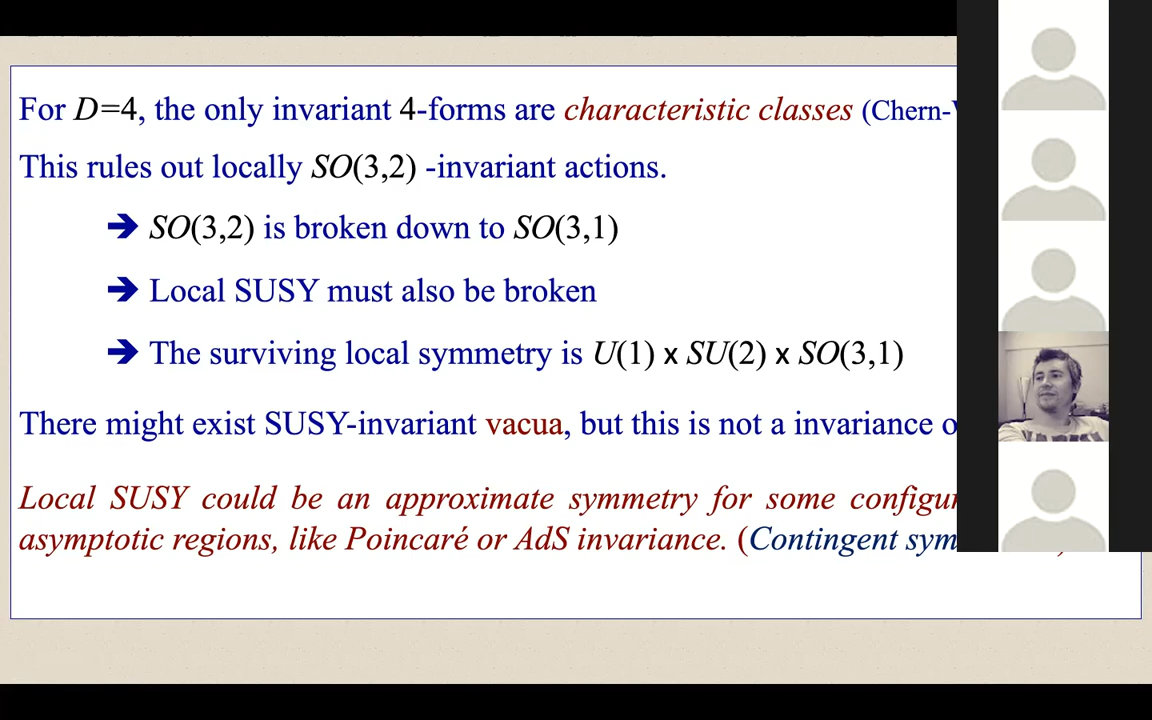 For D=4, the only invariant 4-forms are characteristic classes (Chern-
This rules out locally SO(3,2) -invariant actions.
➔ SO(3,2) is broken down to SO(3,1)
➔ Local SUSY must also be broken
➔ The surviving local symmetry is U(1) x SU(2) x SO(3,1)
There might exist SUSY-invariant vacua, but this is not a invariance
Local SUSY could be an approximate symmetry for some
asymptotic regions, like Poincaré or AdS invariance. (Contingent